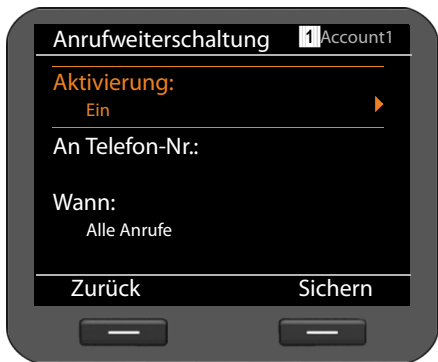 Anrufweiterschaltung 1 Account1
Aktivierung:
Ein
An Telefon-Nr.:
Wann:
Alle Anrufe
Zurück Sichern